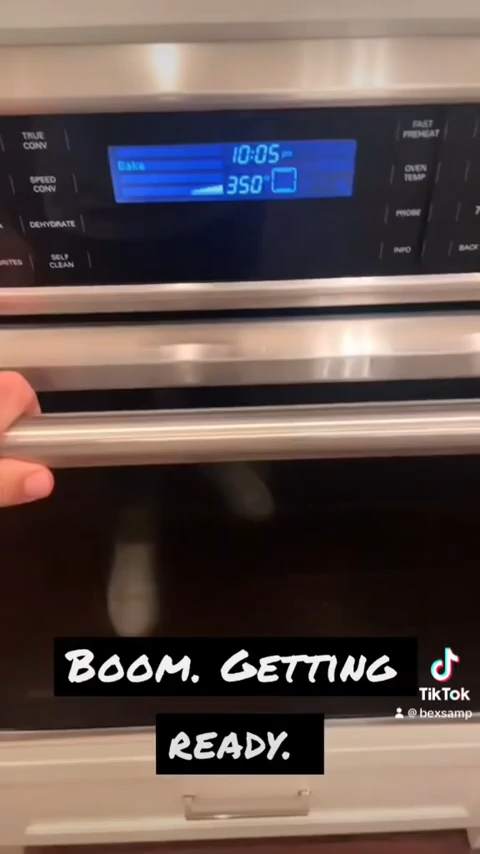 TRUE
CONV
SPEED
CONV
DEHYDRATE
SELF
CLEAN
Bake
10:05 pm
350°
FAST
PREHEAT
OVEN
TEMP
PROBE
INFO
BACK
BOOM. GETTING
READY.
TikTok
@bexsamp